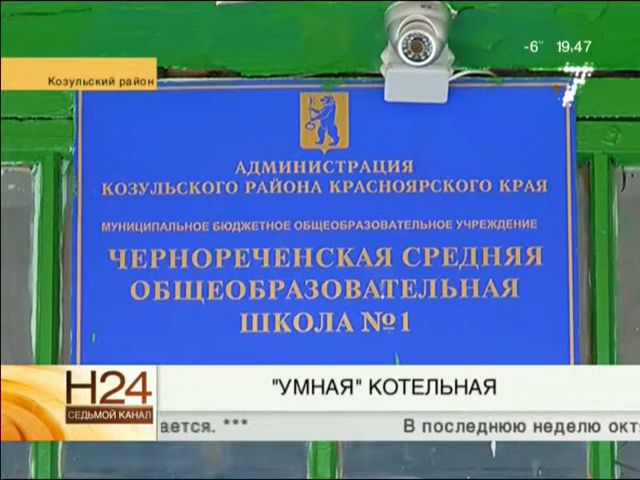 -6° 19:47
Козульский район
АДМИНИСТРАЦИЯ
КОЗУЛЬСКОГО РАЙОНА КРАСНОЯРСКОГО КРАЯ
МУНИЦИПАЛЬНОЕ БЮДЖЕТНОЕ ОБЩЕОБРАЗОВАТЕЛЬНОЕ УЧРЕЖДЕНИЕ
ЧЕРНОРЕЧЕНСКАЯ СРЕДНЯЯ
ОБЩЕОБРАЗОВАТЕЛЬНАЯ
ШКОЛА №1
Н24
СЕДЬМОЙ КАНАЛ
"УМНАЯ" КОТЕЛЬНАЯ
ается. *** В последнюю неделю окт